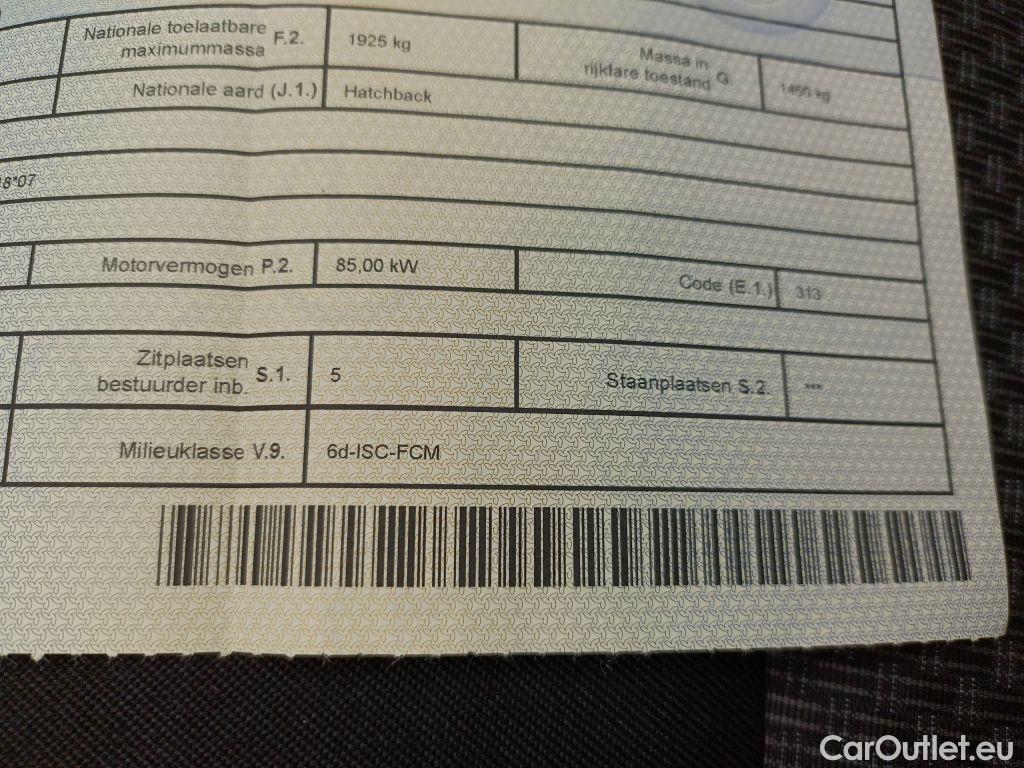 Nationale toelaatbare
maximummassa F.2. 1925 kg
Massa in
rijklare toestand G. 1450 kg
Nationale aard (J.1.) Hatchback
8*07
Motorvermogen P.2. 85,00 kW Code (E.1.) 313
Zitplaatsen
bestuurder inb. S.1. 5 Staanplaatsen S.2. ***
Milieuklasse V.9. 6d-ISC-FCM
CarOutlet.eu